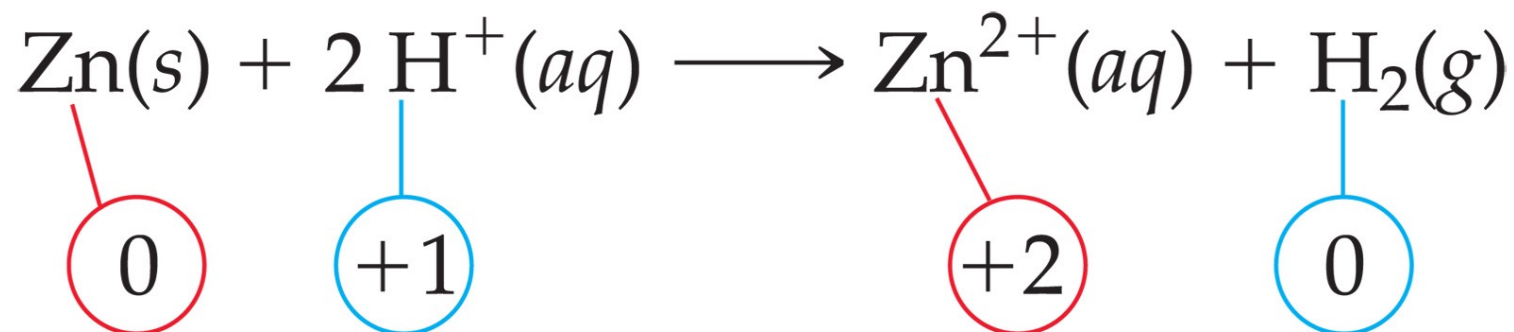 Zn(s) + 2 H⁺(aq) ⟶ Zn²⁺(aq) + H₂(g)
0 +1 +2 0